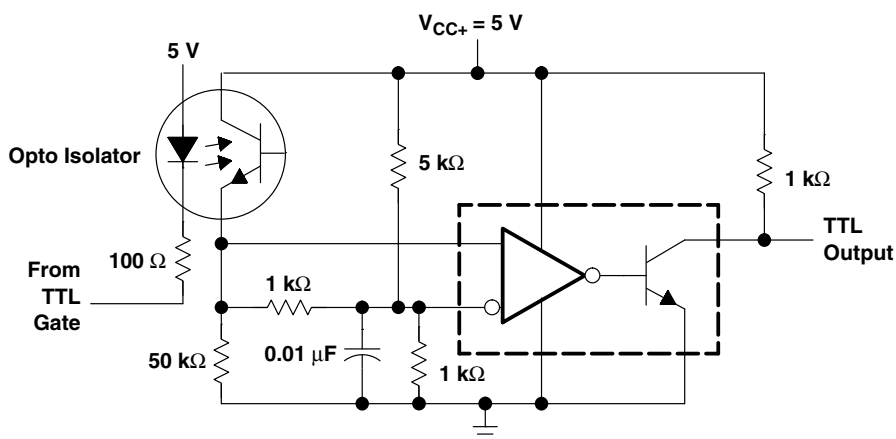 V_CC+ = 5 V
5 V
Opto Isolator
5 kΩ
1 kΩ
100 Ω
TTL
Output
From
TTL
Gate
1 kΩ
50 kΩ
0.01 μF
1 kΩ